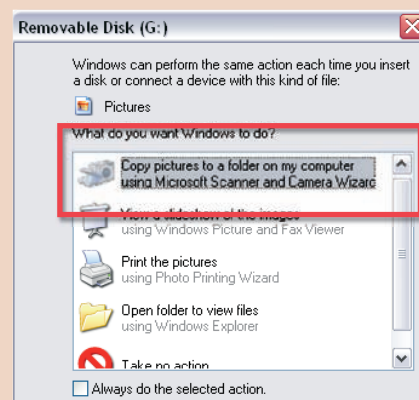 Removable Disk (G:)
Windows can perform the same action each time you insert
a disk or connect a device with this kind of file:
Pictures
What do you want Windows to do?
Copy pictures to a folder on my computer
using Microsoft Scanner and Camera Wizard
View a slideshow of the images
using Windows Picture and Fax Viewer
Print the pictures
using Photo Printing Wizard
Open folder to view files
using Windows Explorer
Take no action
Always do the selected action.